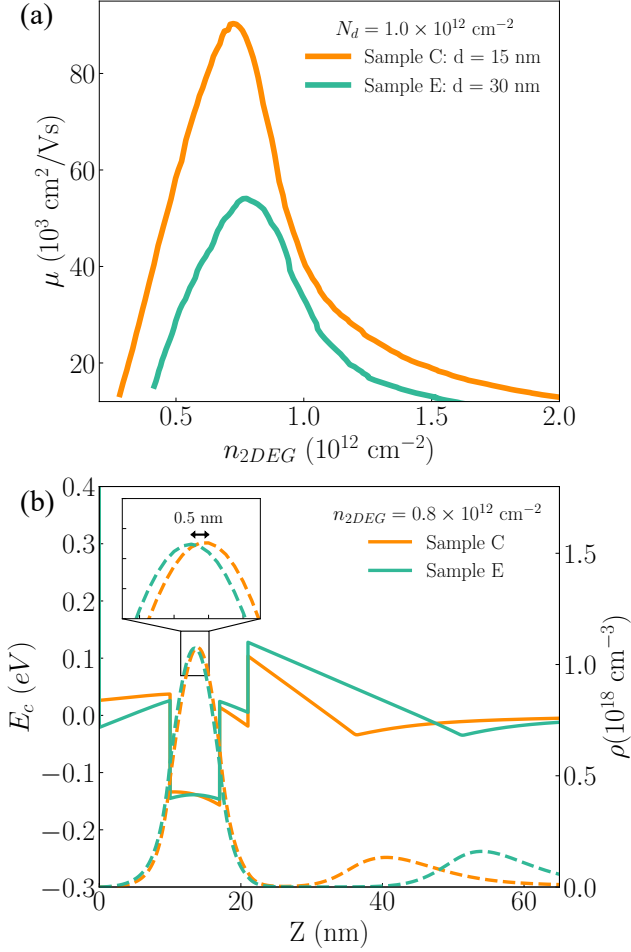 (a)
N_d = 1.0 × 10^12 cm^−2
Sample C: d = 15 nm
Sample E: d = 30 nm
80
60
40
20
μ (10^3 cm^2/Vs)
0.5
1.0
1.5
2.0
n_2DEG (10^12 cm^−2)
(b)
0.4
0.3
0.2
0.1
0.0
−0.1
−0.2
−0.3
E_c (eV)
0.5 nm
n_2DEG = 0.8 × 10^12 cm^−2
Sample C
Sample E
1.5
1.0
0.5
0.0
ρ(10^18 cm^−3)
0
20
40
60
Z (nm)